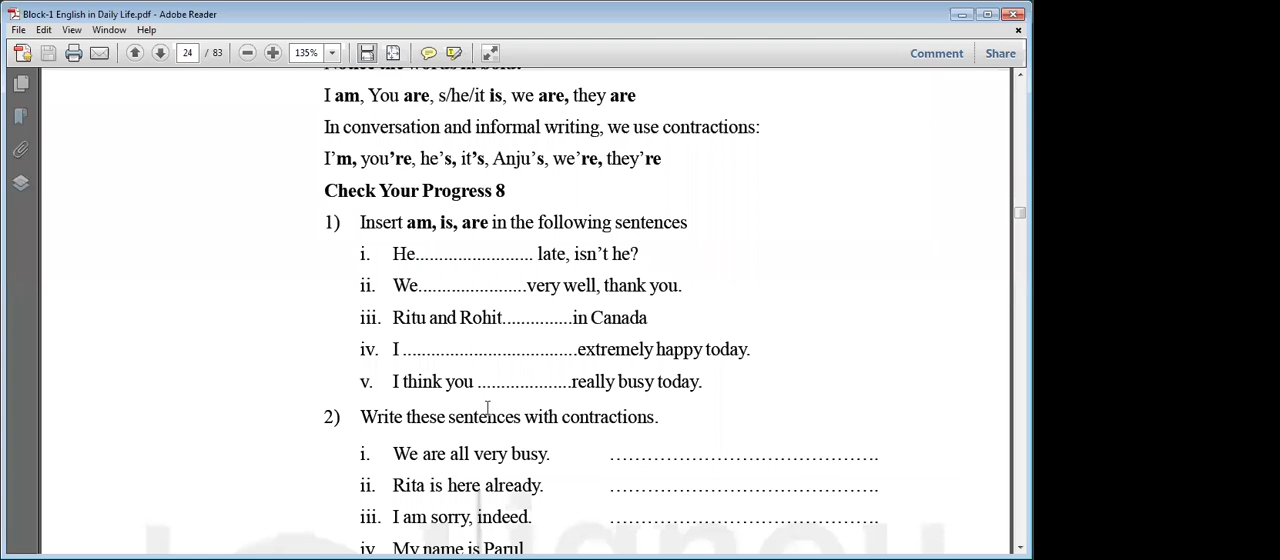 Block-1 English in Daily Life.pdf - Adobe Reader
File Edit View Window Help
24 / 83 135% Comment Share
Notice the words in bold.
I am, You are, s/he/it is, we are, they are
In conversation and informal writing, we use contractions:
I'm, you're, he's, it's, Anju's, we're, they're
Check Your Progress 8
1) Insert am, is, are in the following sentences
i. He.......................... late, isn't he?
ii. We........................very well, thank you.
iii. Ritu and Rohit...............in Canada
iv. I .......................................extremely happy today.
v. I think you .....................really busy today.
2) Write these sentences with contractions.
i. We are all very busy. ……………………………………….
ii. Rita is here already. ……………………………………….
iii. I am sorry, indeed. ……………………………………….
iv. My name is Parul